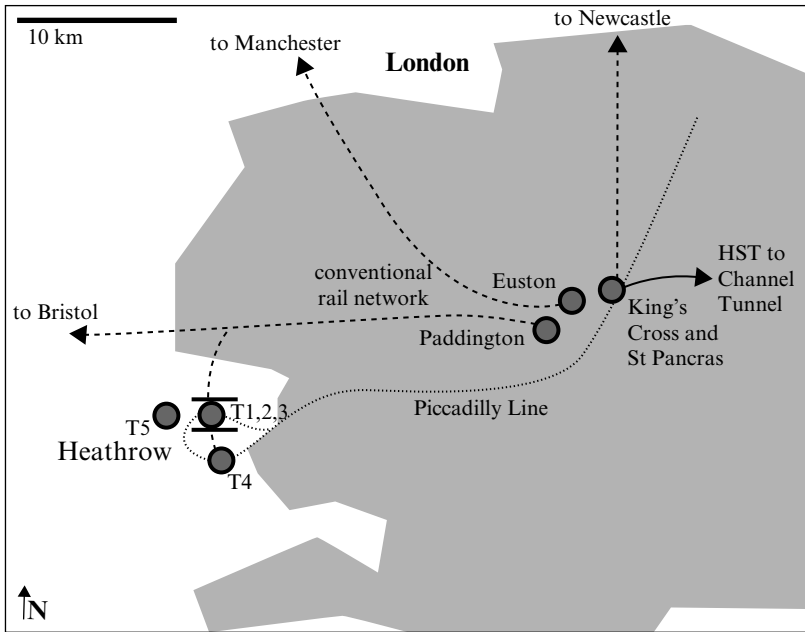 to Newcastle
10 km
to Manchester
London
HST to
Channel
Tunnel
conventional
rail network
Euston
to Bristol
King's
Cross and
St Pancras
Paddington
Piccadilly Line
T1,2,3
T5
Heathrow
T4
N